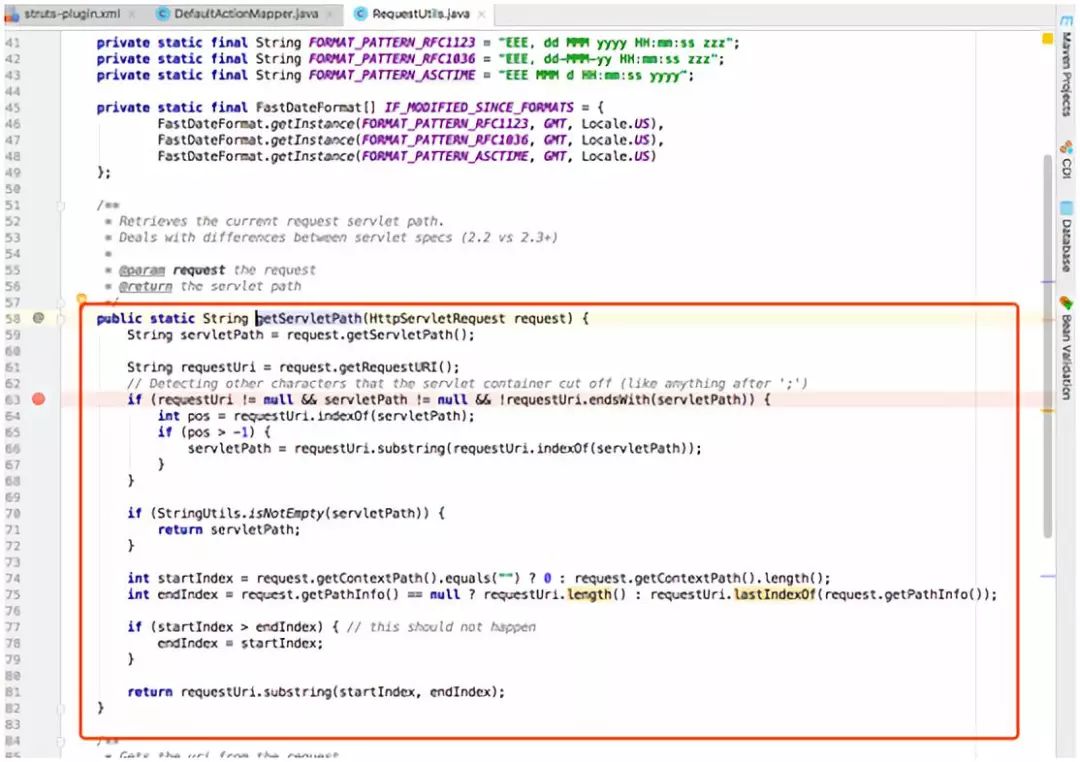 struts-plugin.xml DefaultActionMapper.java RequestUtils.java
41 private static final String FORMAT_PATTERN_RFC1123 = "EEE, dd MMM yyyy HH:mm:ss zzz";
42 private static final String FORMAT_PATTERN_RFC1036 = "EEE, dd-MMM-yy HH:mm:ss zzz";
43 private static final String FORMAT_PATTERN_ASCTIME = "EEE MMM d HH:mm:ss yyyy";
44
45 private static final FastDateFormat[] IF_MODIFIED_SINCE_FORMATS = {
46 FastDateFormat.getInstance(FORMAT_PATTERN_RFC1123, GMT, Locale.US),
47 FastDateFormat.getInstance(FORMAT_PATTERN_RFC1036, GMT, Locale.US),
48 FastDateFormat.getInstance(FORMAT_PATTERN_ASCTIME, GMT, Locale.US)
49 };
50
51 /**
52 * Retrieves the current request servlet path.
53 * Deals with differences between servlet specs (2.2 vs 2.3+)
54 *
55 * @param request the request
56 * @return the servlet path
57 */
58 @ public static String getServletPath(HttpServletRequest request) {
59 String servletPath = request.getServletPath();
60
61 String requestUri = request.getRequestURI();
62 // Detecting other characters that the servlet container cut off (like anything after ';')
63 if (requestUri != null && servletPath != null && !requestUri.endsWith(servletPath)) {
64 int pos = requestUri.indexOf(servletPath);
65 if (pos > -1) {
66 servletPath = requestUri.substring(requestUri.indexOf(servletPath));
67 }
68 }
69
70 if (StringUtils.isNotEmpty(servletPath)) {
71 return servletPath;
72 }
73
74 int startIndex = request.getContextPath().equals("") ? 0 : request.getContextPath().length();
75 int endIndex = request.getPathInfo() == null ? requestUri.length() : requestUri.lastIndexOf(request.getPathInfo());
76
77 if (startIndex > endIndex) { // this should not happen
78 endIndex = startIndex;
79 }
80
81 return requestUri.substring(startIndex, endIndex);
82 }
83
84 /**
85 * Gets the uri from the request
Maven Projects
CDI
Database
Bean Validation